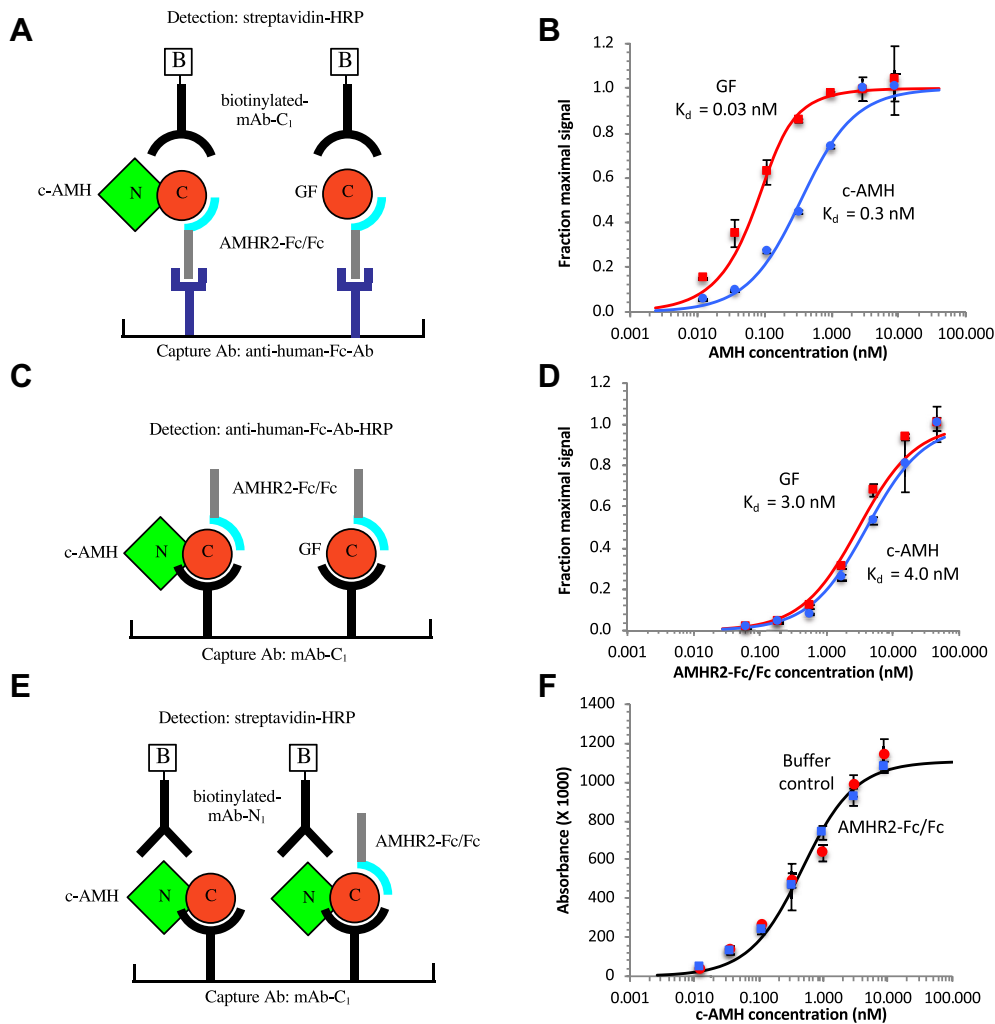 A
Detection: streptavidin-HRP
B
B
biotinylated-
mAb-C₁
c-AMH
N
C
GF
C
AMHR2-Fc/Fc
Capture Ab: anti-human-Fc-Ab
B
Fraction maximal signal
1.2
1.0
0.8
0.6
0.4
0.2
0.0
GF
Kd = 0.03 nM
c-AMH
Kd = 0.3 nM
0.001
0.010
0.100
1.000
10.000
100.000
AMH concentration (nM)
C
Detection: anti-human-Fc-Ab-HRP
AMHR2-Fc/Fc
c-AMH
N
C
GF
C
Capture Ab: mAb-C₁
D
Fraction maximal signal
1.2
1.0
0.8
0.6
0.4
0.2
0.0
GF
Kd = 3.0 nM
c-AMH
Kd = 4.0 nM
0.001
0.010
0.100
1.000
10.000
100.000
AMHR2-Fc/Fc concentration (nM)
E
Detection: streptavidin-HRP
B
B
biotinylated-
mAb-N₁
AMHR2-Fc/Fc
c-AMH
N
C
N
C
Capture Ab: mAb-C₁
F
Absorbance (X 1000)
1400
1200
1000
800
600
400
200
0
Buffer
control
AMHR2-Fc/Fc
0.001
0.010
0.100
1.000
10.000
100.000
c-AMH concentration (nM)